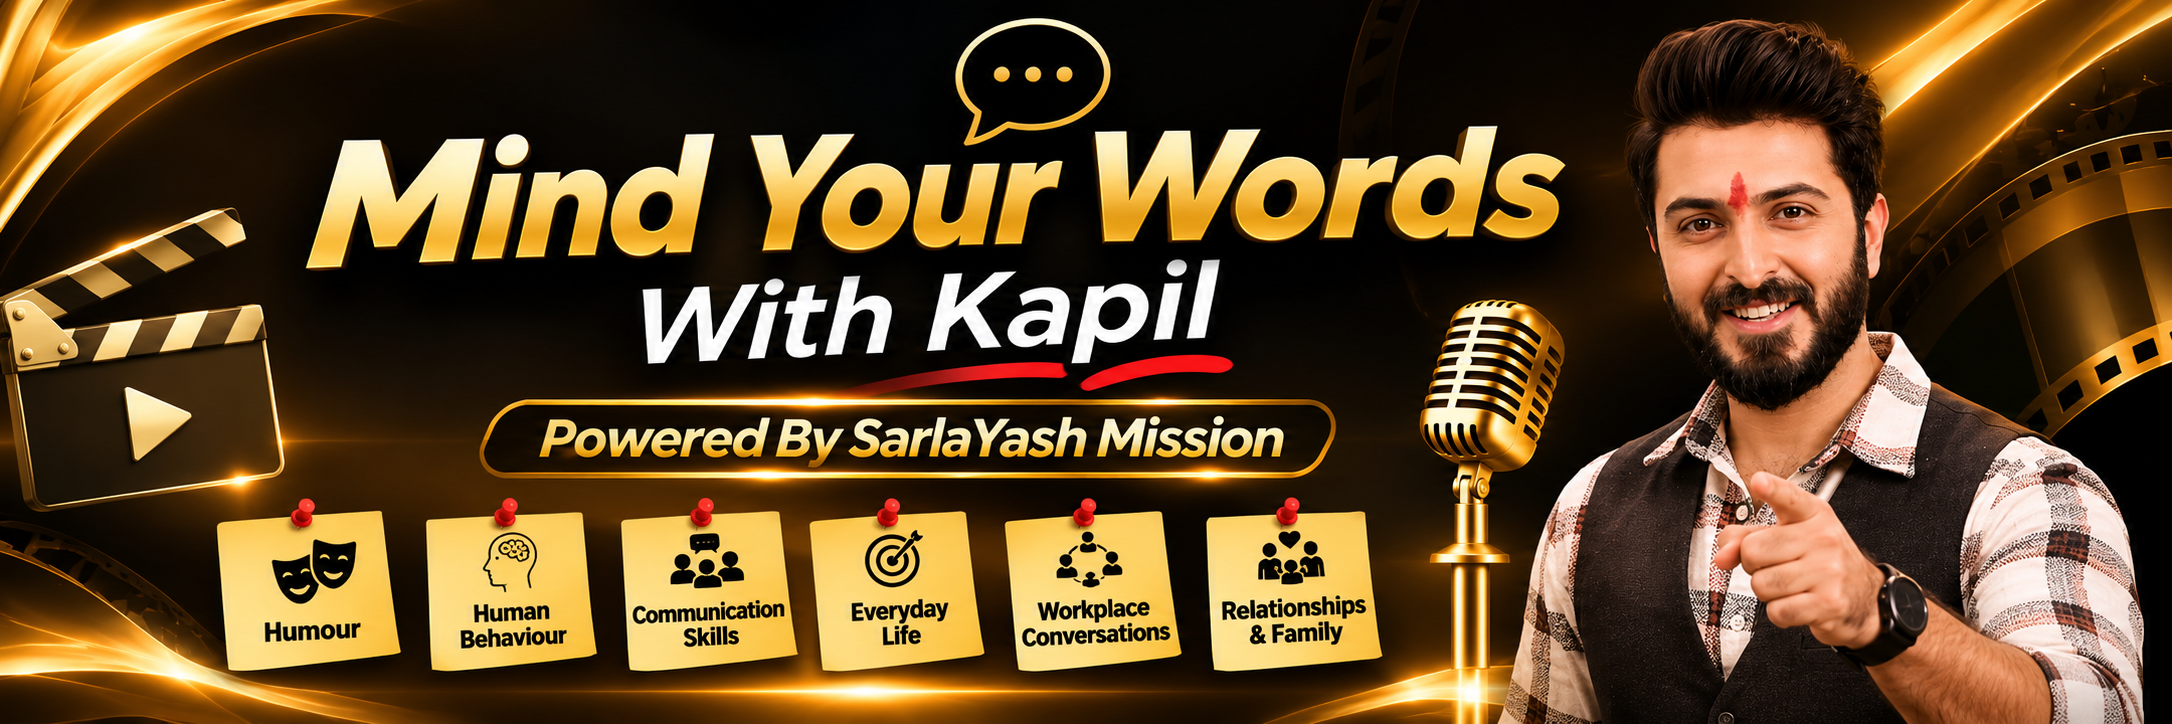 Mind Your Words
With Kapil
Powered By SarlaYash Mission
Humour
Human
Behaviour
Communication
Skills
Everyday
Life
Workplace
Conversations
Relationships
& Family